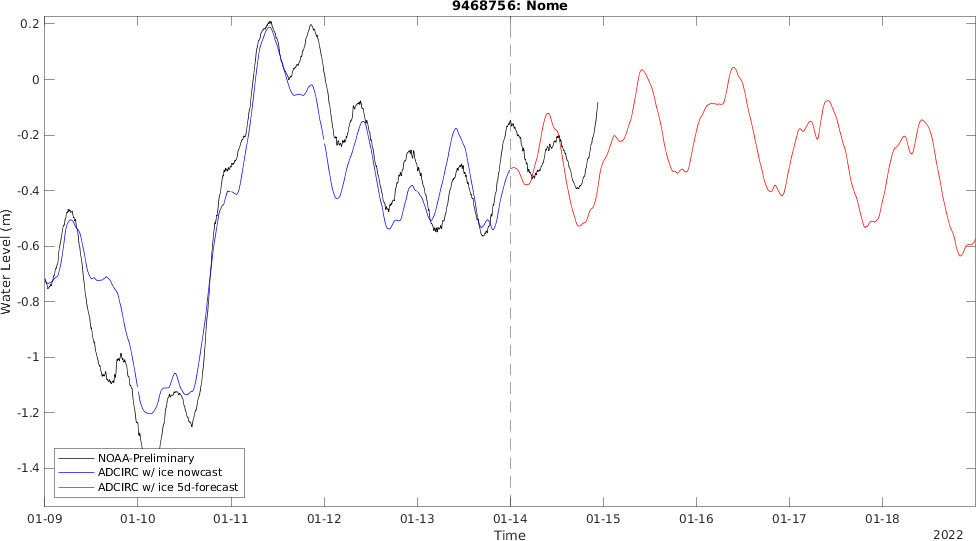 9468756: Nome
0.2
0
-0.2
-0.4
-0.6
-0.8
-1
-1.2
-1.4
Water Level (m)
NOAA-Preliminary
ADCIRC w/ ice nowcast
ADCIRC w/ ice 5d-forecast
01-09 01-10 01-11 01-12 01-13 01-14 01-15 01-16 01-17 01-18
Time
2022